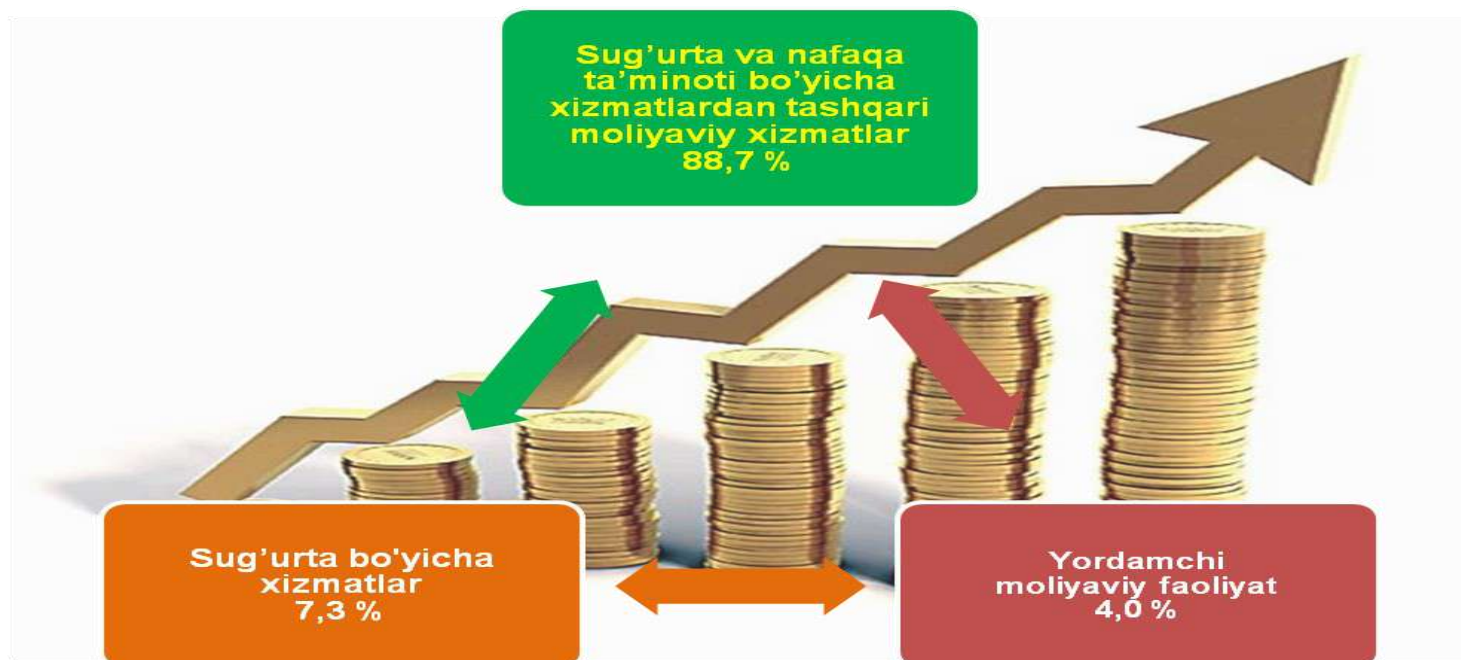 Sug’urta va nafaqa
ta’minoti bo’yicha
xizmatlardan tashqari
moliyaviy xizmatlar
88,7 %
Sug’urta bo'yicha
xizmatlar
7,3 %
Yordamchi
moliyaviy faoliyat
4,0 %